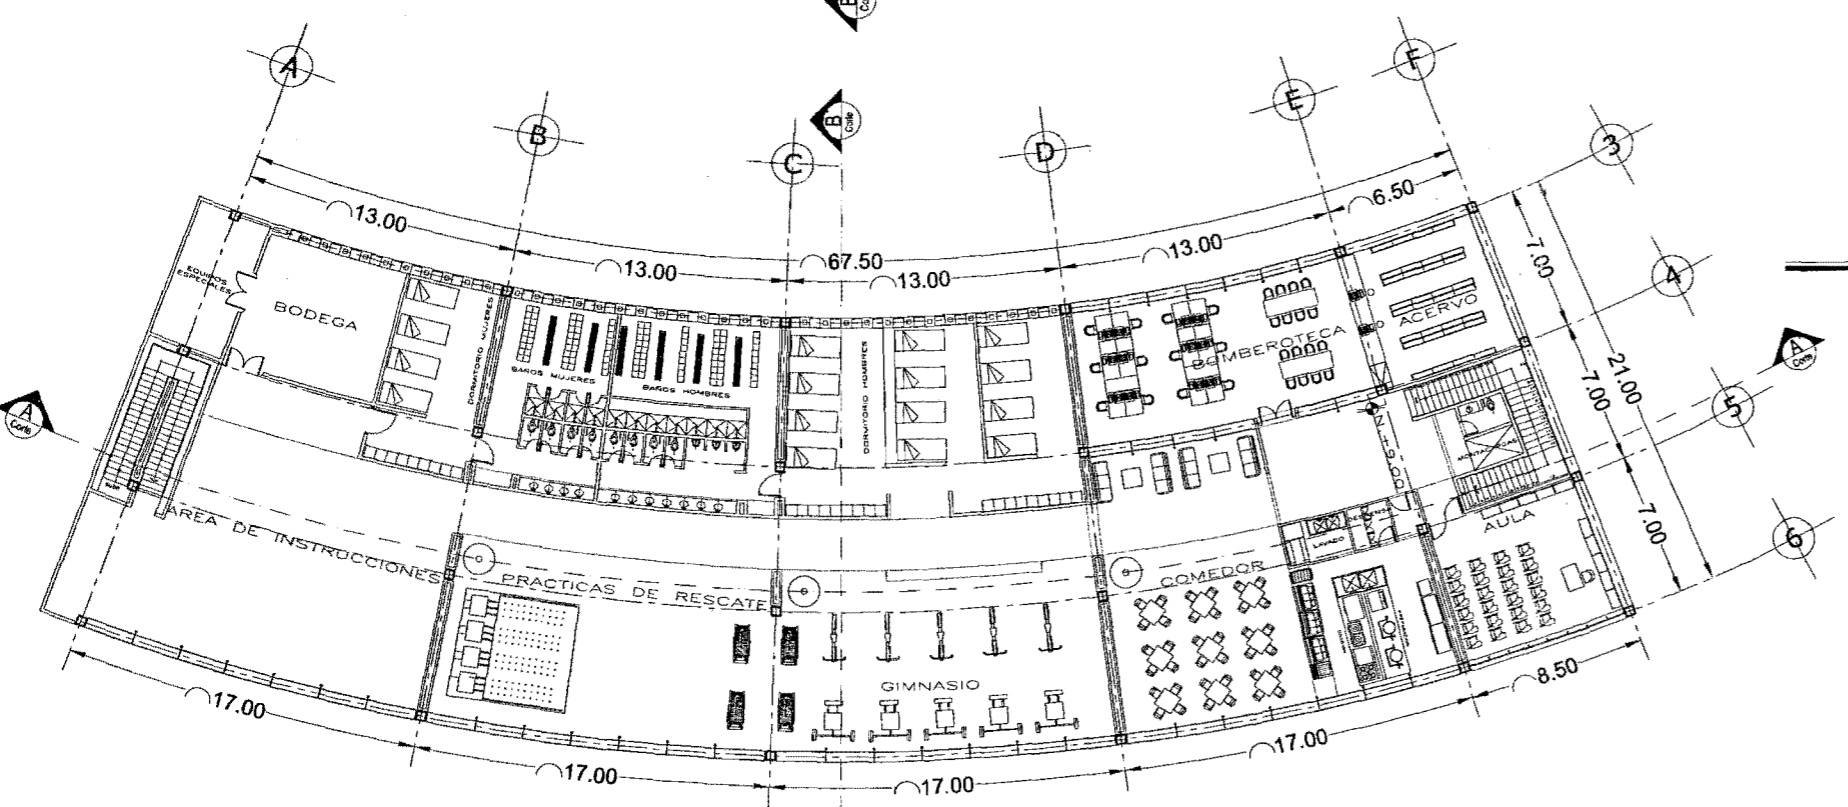 B
Corte
A
B
C
B
Corte
D
E
F
3
4
5
6
13.00
13.00
67.50
13.00
13.00
6.50
7.00
7.00
7.00
21.00
A
Corte
A
Corte
EQUIPOS
ESPECIALES
BODEGA
DORMITORIO MUJERES
BAÑOS MUJERES
BAÑOS HOMBRES
DORMITORIO HOMBRES
BOMBEROTECA
ACERVO
MONTACARGAS
AULA
LAVADO
AREA DE INSTRUCCIONES
PRACTICAS DE RESCATE
GIMNASIO
COMEDOR
17.00
17.00
17.00
17.00
8.50